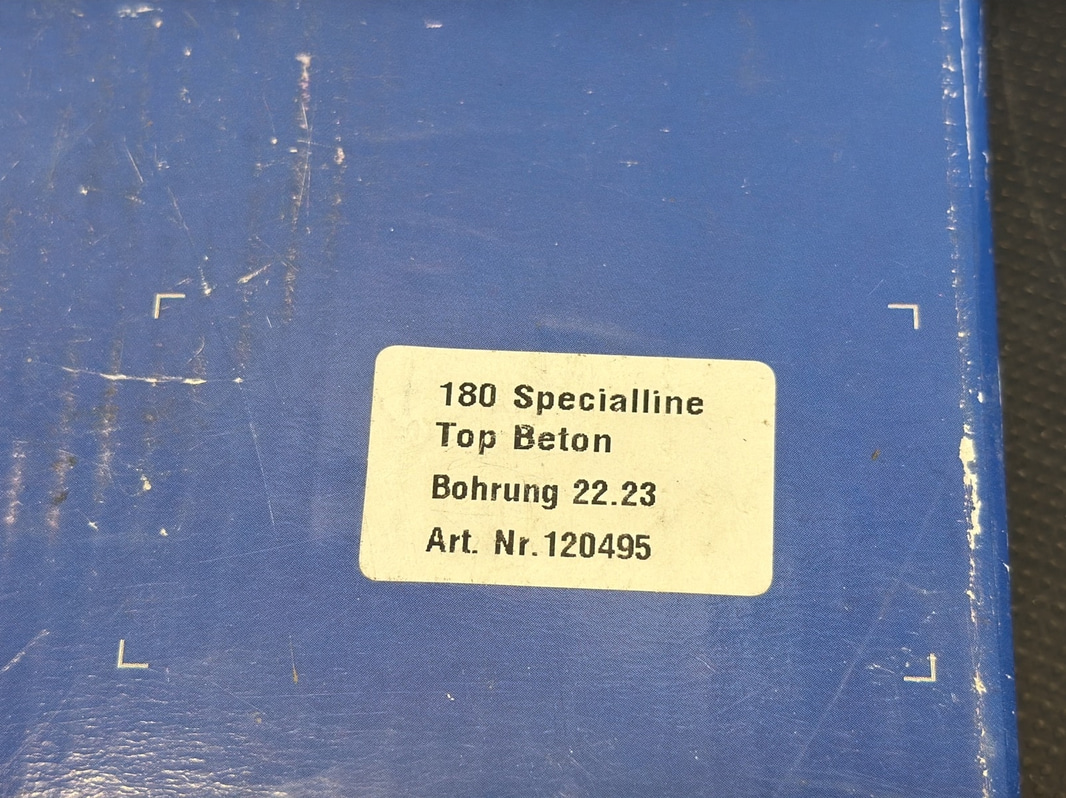 180 Specialline
Top Beton
Bohrung 22.23
Art. Nr.120495